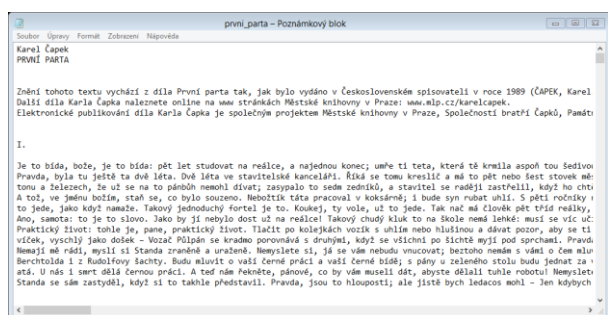 první_parta – Poznámkový blok
Soubor Úpravy Formát Zobrazení Nápověda
Karel Čapek
PRVNÍ PARTA
Znění tohoto textu vychází z díla První parta tak, jak bylo vydáno v Československém spisovateli v roce 1989 (ČAPEK, Karel
Další díla Karla Čapka naleznete online na www stránkách Městské knihovny v Praze: www.mlp.cz/karelcapek.
Elektronické publikování díla Karla Čapka je společným projektem Městské knihovny v Praze, Společností bratří Čapků, Památ
I.
Je to bída, bože, je to bída: pět let studovat na reálce, a najednou konec; umře ti teta, která tě krmila aspoň tou šedivou
Pravda, byla tu ještě ta dvě léta. Dvě léta ve stavitelské kanceláři. Říká se tomu kreslič a má to pět nebo šest stovek mě
tonu a železech, že už se na to pánbůh nemohl dívat; zasypalo to sedm zedníků, a stavitel se raději zastřelil, když ho cht
A tož, ve jménu božím, staň se, co bylo souzeno. Nebožtík táta pracoval v koksárně; i bude syn rubat uhlí. S pěti ročníky
to jede, jako když namaže. Takový jednoduchý fortel je to. Koukej, ty vole, už to jede. Tak nač má člověk pět tříd reálky,
Ano, samota: to je to slovo. Jako by jí nebylo dost už na reálce! Takový chudý kluk to na škole nemá lehké: musí se víc uč
Praktický život: tohle je, pane, praktický život. Tlačit po kolejkách vozík s uhlím nebo hlušinou a dávat pozor, aby se ti
víček, vyschlý jako došek – Vozač Půlpán se kradmo porovnává s druhými, když se všichni po šichtě myjí pod sprchami. Pravd
Nemají mě rádi, myslí si Standa zraněně a uraženě. Nemyslete si, já se vám nebudu vnucovat; beztoho nemám s vámi o čem mluv
Berchtolda i z Rudolfovy šachty. Budu mluvit o vaší černé práci a vaší černé bídě; s pány u zeleného stolu budu jednat za
atá. U nás i smrt dělá černou práci. A teď nám řekněte, pánové, co by vám museli dát, abyste dělali tuhle robotu! Nemyslet
Standa se sám zastyděl, když si to takhle představil. Pravda, jsou to hlouposti; ale jistě bych ledacos mohl – Jen kdybych